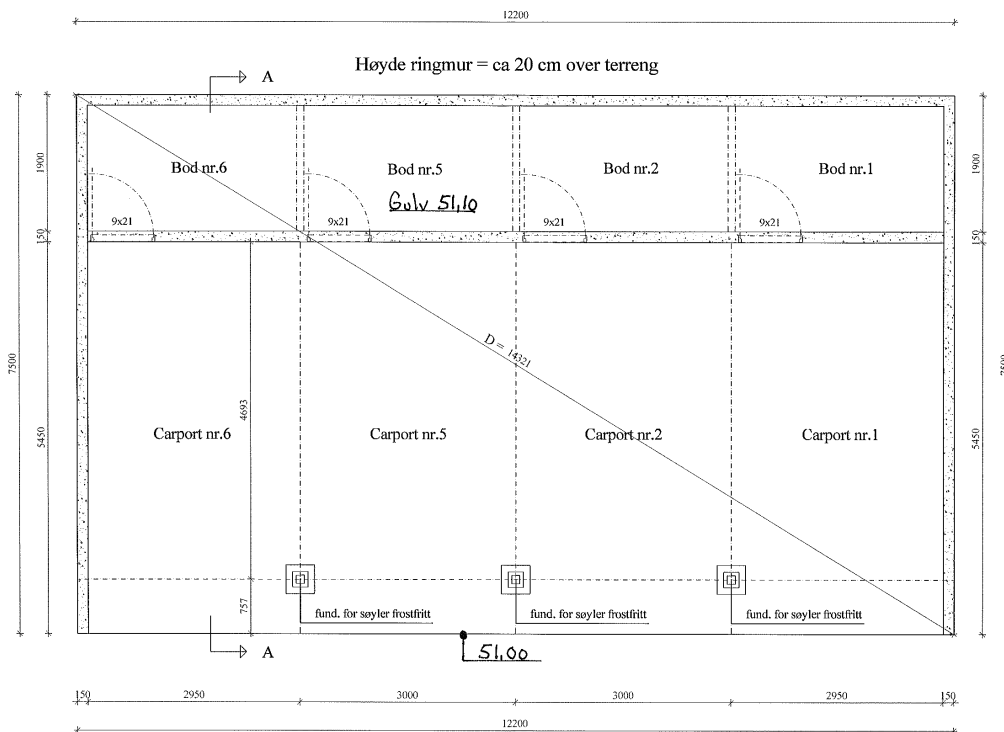 12200
Høyde ringmur = ca 20 cm over terreng
A
1900
150
5450
7500
Bod nr.6
Bod nr.5
Bod nr.2
Bod nr.1
Gulv 51,10
9x21
9x21
9x21
9x21
1900
150
5450
7500
D = 14321
4693
757
Carport nr.6
Carport nr.5
Carport nr.2
Carport nr.1
fund. for søyler frostfritt
fund. for søyler frostfritt
fund. for søyler frostfritt
A
51,00
150
2950
3000
3000
2950
150
12200